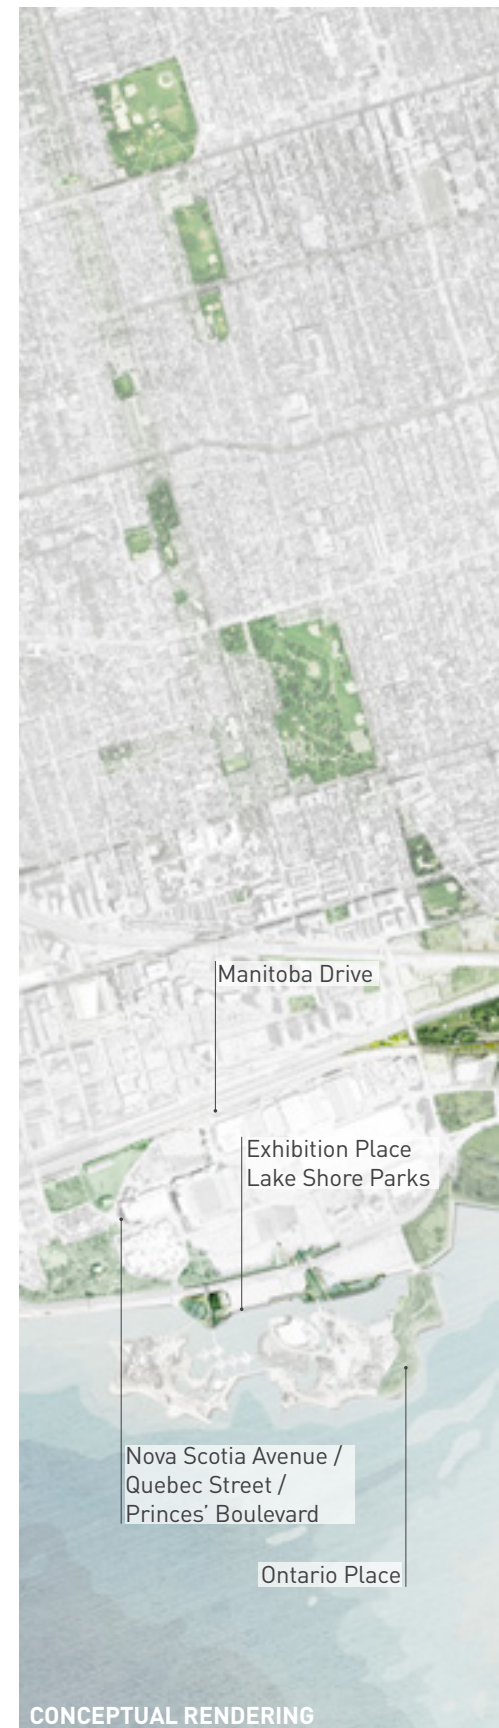 Manitoba Drive
Exhibition Place
Lake Shore Parks
Nova Scotia Avenue /
Quebec Street /
Princes’ Boulevard
Ontario Place
CONCEPTUAL RENDERING